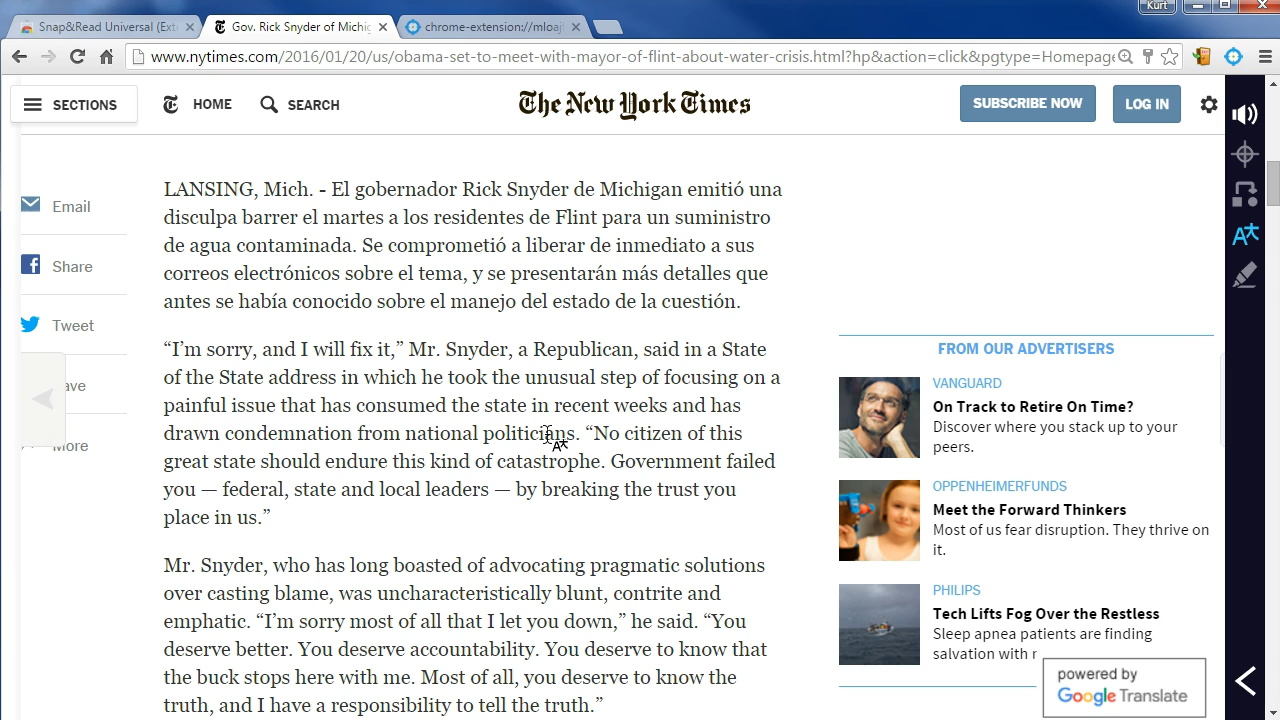 Kurt
Snap&Read Universal (Ext
Gov. Rick Snyder of Michig
chrome-extension://mloajf
www.nytimes.com/2016/01/20/us/obama-set-to-meet-with-mayor-of-flint-about-water-crisis.html?hp&action=click&pgtype=Homepage
SECTIONS
HOME
SEARCH
The New York Times
SUBSCRIBE NOW
LOG IN
Email
Share
Tweet
ave
More
LANSING, Mich. - El gobernador Rick Snyder de Michigan emitió una
disculpa barrer el martes a los residentes de Flint para un suministro
de agua contaminada. Se comprometió a liberar de inmediato a sus
correos electrónicos sobre el tema, y se presentarán más detalles que
antes se había conocido sobre el manejo del estado de la cuestión.
“I’m sorry, and I will fix it,” Mr. Snyder, a Republican, said in a State
of the State address in which he took the unusual step of focusing on a
painful issue that has consumed the state in recent weeks and has
drawn condemnation from national politicians. “No citizen of this
great state should endure this kind of catastrophe. Government failed
you — federal, state and local leaders — by breaking the trust you
place in us.”
Mr. Snyder, who has long boasted of advocating pragmatic solutions
over casting blame, was uncharacteristically blunt, contrite and
emphatic. “I’m sorry most of all that I let you down,” he said. “You
deserve better. You deserve accountability. You deserve to know that
the buck stops here with me. Most of all, you deserve to know the
truth, and I have a responsibility to tell the truth.”
FROM OUR ADVERTISERS
VANGUARD
On Track to Retire On Time?
Discover where you stack up to your
peers.
OPPENHEIMERFUNDS
Meet the Forward Thinkers
Most of us fear disruption. They thrive on
it.
PHILIPS
Tech Lifts Fog Over the Restless
Sleep apnea patients are finding
salvation with
powered by
Google Translate